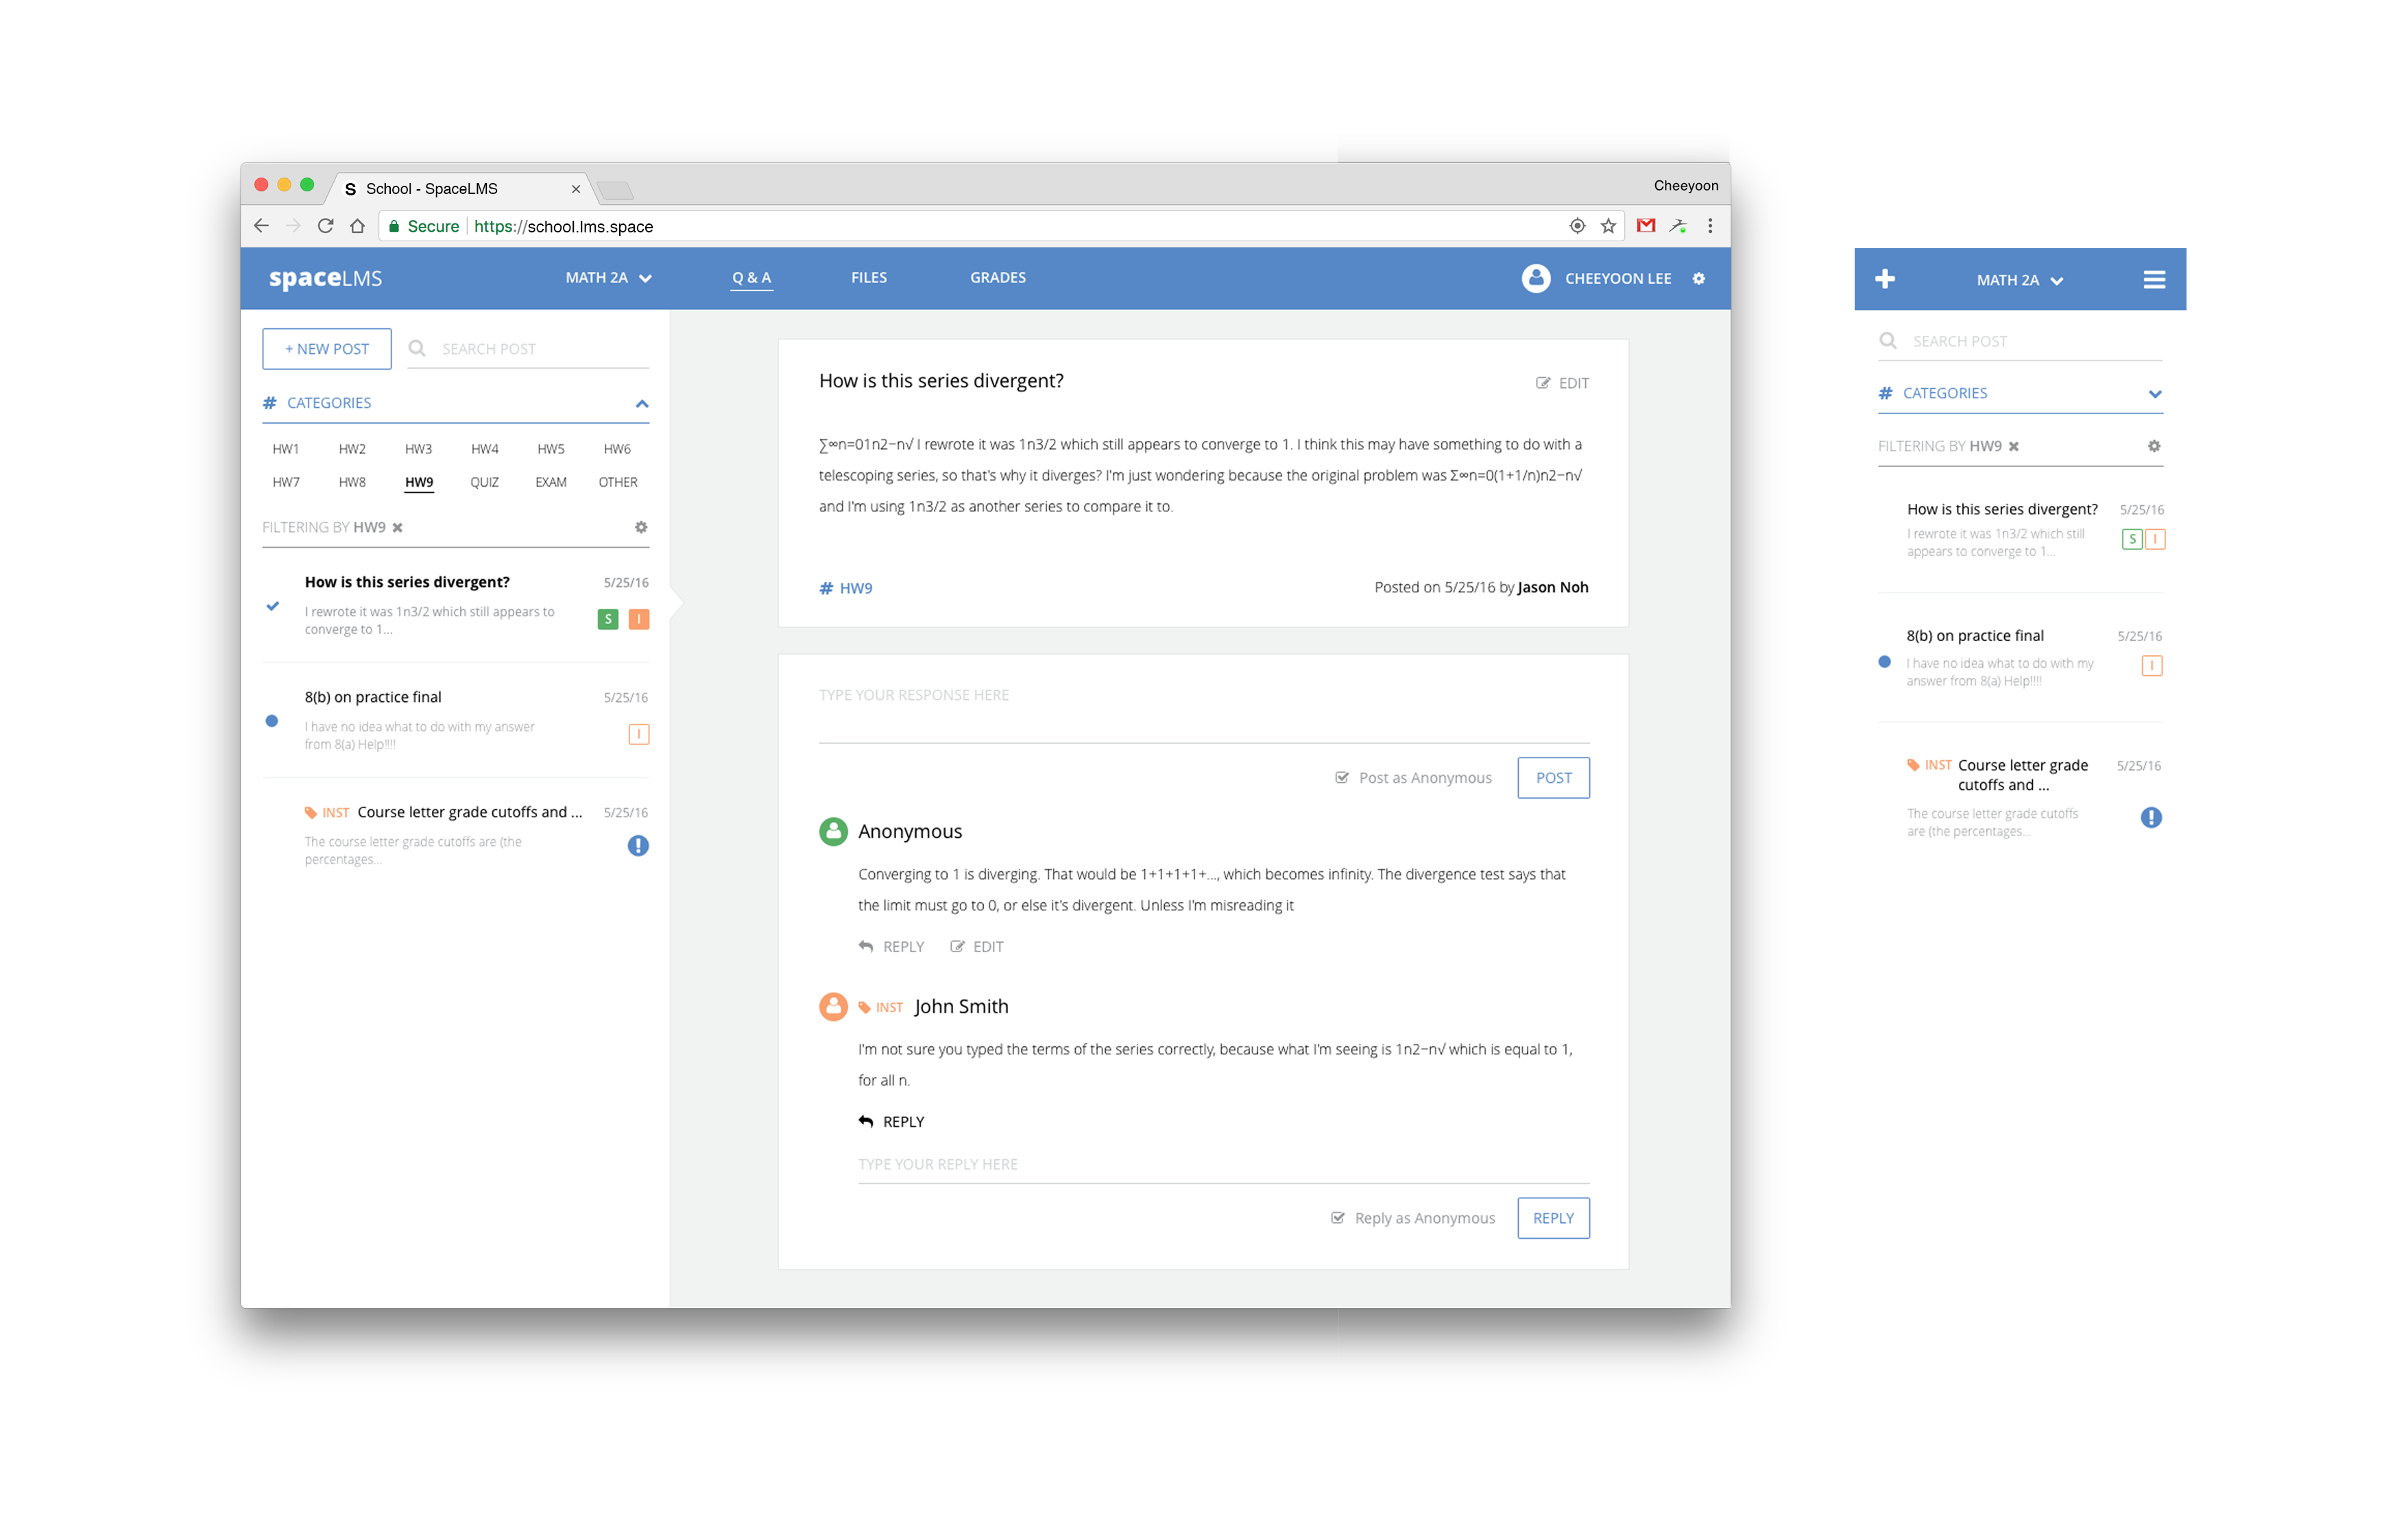 S School - SpaceLMS
Cheeyoon
Secure https://school.lms.space
spaceLMS
MATH 2A
Q & A
FILES
GRADES
CHEEYOON LEE
+ NEW POST
SEARCH POST
# CATEGORIES
HW1 HW2 HW3 HW4 HW5 HW6
HW7 HW8 HW9 QUIZ EXAM OTHER
FILTERING BY HW9
How is this series divergent? 5/25/16
I rewrote it was 1n3/2 which still appears to
converge to 1...
S I
8(b) on practice final 5/25/16
I have no idea what to do with my answer
from 8(a) Help!!!!
I
INST Course letter grade cutoffs and ... 5/25/16
The course letter grade cutoffs are (the
percentages...
How is this series divergent?
EDIT
∑∞n=01n2−n√ I rewrote it was 1n3/2 which still appears to converge to 1. I think this may have something to do with a
telescoping series, so that's why it diverges? I'm just wondering because the original problem was Σ∞n=0(1+1/n)n2−n√
and I'm using 1n3/2 as another series to compare it to.
# HW9
Posted on 5/25/16 by Jason Noh
TYPE YOUR RESPONSE HERE
Post as Anonymous
POST
Anonymous
Converging to 1 is diverging. That would be 1+1+1+1+..., which becomes infinity. The divergence test says that
the limit must go to 0, or else it's divergent. Unless I'm misreading it
REPLY EDIT
INST John Smith
I'm not sure you typed the terms of the series correctly, because what I'm seeing is 1n2−n√ which is equal to 1,
for all n.
REPLY
TYPE YOUR REPLY HERE
Reply as Anonymous
REPLY
MATH 2A
SEARCH POST
# CATEGORIES
FILTERING BY HW9
How is this series divergent? 5/25/16
I rewrote it was 1n3/2 which still
appears to converge to 1...
S I
8(b) on practice final 5/25/16
I have no idea what to do with my
answer from 8(a) Help!!!!
I
INST Course letter grade 5/25/16
cutoffs and ...
The course letter grade cutoffs
are (the percentages...